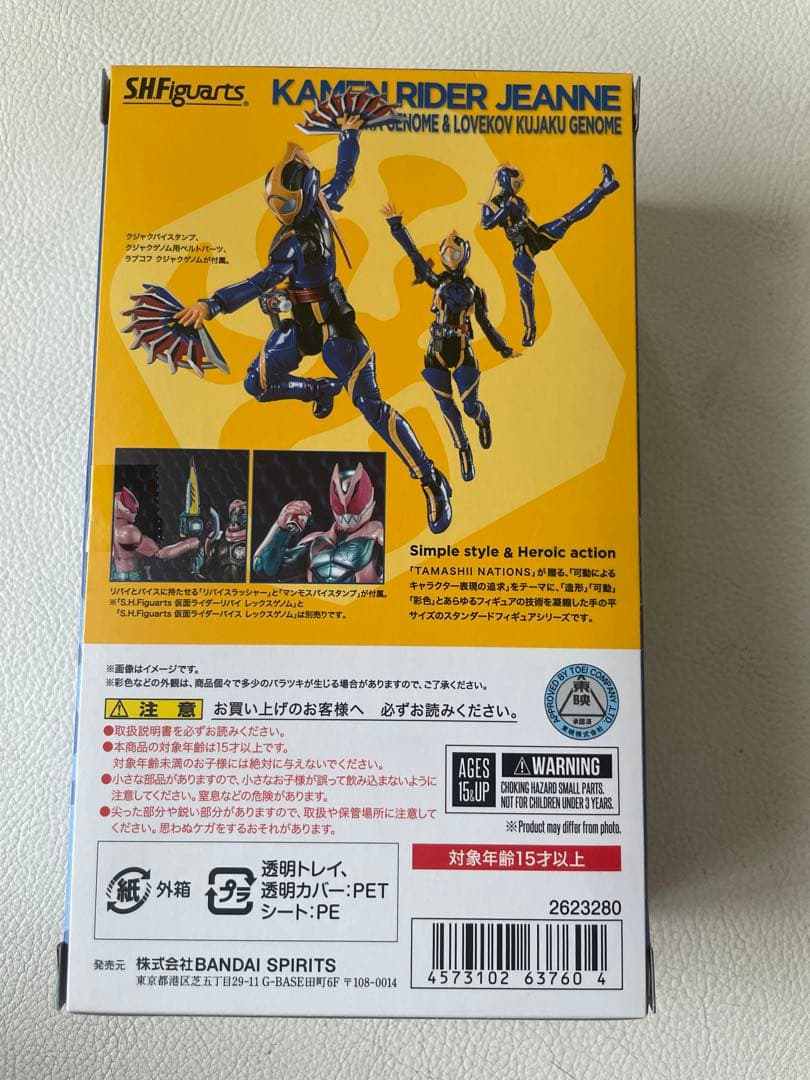 S.H.Figuarts
KAMEN RIDER JEANNE
GENOME & LOVEKOV KUJAKU GENOME
クジャクバイスタンプ、
クジャクゲノム用ベルトパーツ、
ラブコフ クジャクゲノムが付属。
リバイとバイスに持たせる「リバイスラッシャー」と「マンモスバイスタンプ」が付属。
※「S.H.Figuarts 仮面ライダーリバイ レックスゲノム」と
「S.H.Figuarts 仮面ライダーバイス レックスゲノム」は別売りです。
Simple style & Heroic action
「TAMASHII NATIONS」が贈る、「可動による
キャラクター表現の追求」をテーマに、「造形」「可動」
「彩色」とあらゆるフィギュアの技術を凝縮した手の平
サイズのスタンダードフィギュアシリーズです。
※画像はイメージです。
※彩色などの外観は、商品個々で多少のバラツキが生じる場合がありますので、ご了承ください。
APPROVED BY TOEI COMPANY, LTD.
東映
承認済
東映株式会社
注意 お買い上げのお客様へ 必ずお読みください。
●取扱説明書を必ずお読みください。
●本商品の対象年齢は15才以上です。
対象年齢未満のお子様には絶対に与えないでください。
●小さな部品がありますので、小さなお子様が誤って飲み込まないように
注意してください。窒息などの危険があります。
●尖った部分や鋭い部分がありますので、取扱や保管場所に注意して
ください。思わぬケガをするおそれがあります。
AGES
15&UP
WARNING
CHOKING HAZARD SMALL PARTS.
NOT FOR CHILDREN UNDER 3 YEARS.
※Product may differ from photo.
対象年齢15才以上
紙 外箱
プラ
透明トレイ、
透明カバー:PET
シート:PE
2623280
4573102 63760 4
発売元 株式会社BANDAI SPIRITS
東京都港区芝五丁目29-11 G-BASE田町6F 〒108-0014